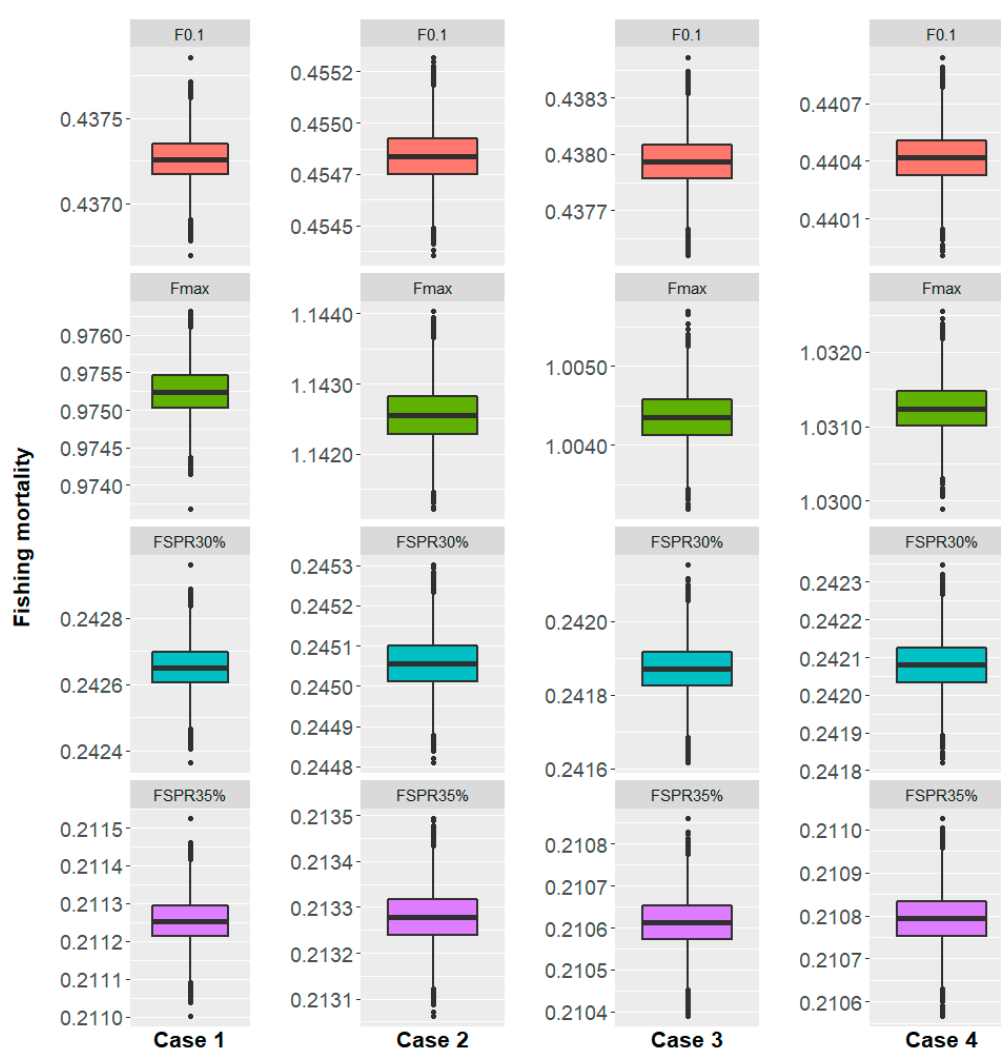 F0.1 F0.1 F0.1 F0.1
0.4375 0.4552 0.4383 0.4407
0.4370 0.4550 0.4380 0.4404
0.4547 0.4377 0.4401
0.4545
Fmax Fmax Fmax Fmax
0.9760 1.1440 1.0050 1.0320
0.9755 1.1430 1.0040 1.0310
0.9750 1.1420 1.0300
0.9745
0.9740
Fishing mortality
FSPR30% FSPR30% FSPR30% FSPR30%
0.2428 0.2453 0.2420 0.2423
0.2426 0.2452 0.2418 0.2422
0.2424 0.2451 0.2416 0.2421
0.2450 0.2420
0.2449 0.2419
0.2448 0.2418
FSPR35% FSPR35% FSPR35% FSPR35%
0.2115 0.2135 0.2108 0.2110
0.2114 0.2134 0.2107 0.2109
0.2113 0.2133 0.2106 0.2108
0.2112 0.2132 0.2105 0.2107
0.2111 0.2131 0.2104 0.2106
0.2110
Case 1 Case 2 Case 3 Case 4